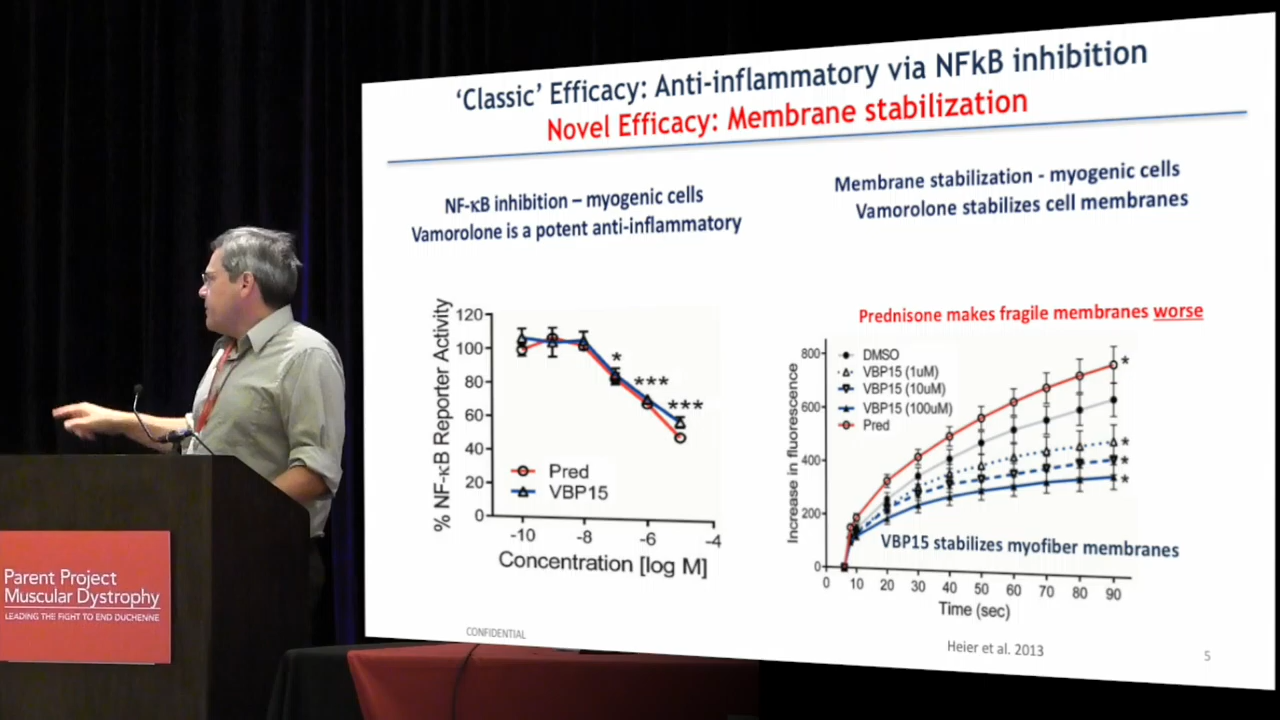 'Classic' Efficacy: Anti-inflammatory via NFkB inhibition
Novel Efficacy: Membrane stabilization
NF-κB inhibition – myogenic cells
Vamorolone is a potent anti-inflammatory
Membrane stabilization - myogenic cells
Vamorolone stabilizes cell membranes
% NF-κB Reporter Activity
120
100
80
60
40
20
0
*
***
***
Pred
VBP15
-10
-8
-6
-4
Concentration [log M]
Prednisone makes fragile membranes worse
Increase in fluorescence
800
600
400
200
0
DMSO
VBP15 (1uM)
VBP15 (10uM)
VBP15 (100uM)
Pred
*
*
*
*
VBP15 stabilizes myofiber membranes
0 10 20 30 40 50 60 70 80 90
Time (sec)
CONFIDENTIAL
Heier et al. 2013
5
Parent Project
Muscular Dystrophy
LEADING THE FIGHT TO END DUCHENNE